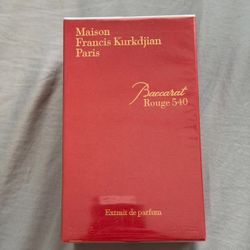 Maison
Francis Kurkdjian
Paris
Baccarat
Rouge 540
Extrait de parfum